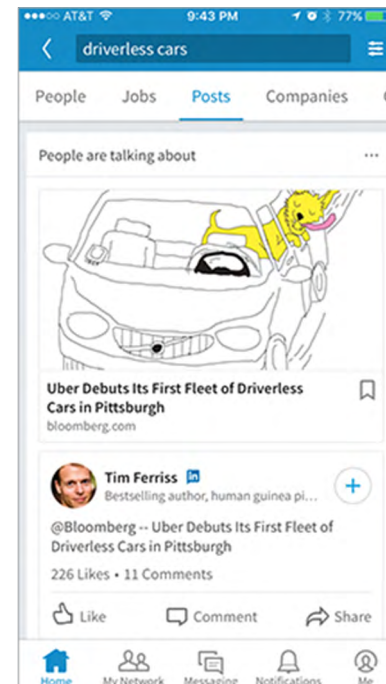 AT&T 9:43 PM 77%
driverless cars
People Jobs Posts Companies
People are talking about
Uber Debuts Its First Fleet of Driverless
Cars in Pittsburgh
bloomberg.com
Tim Ferriss in
Bestselling author, human guinea pi...
@Bloomberg -- Uber Debuts Its First Fleet of
Driverless Cars in Pittsburgh
226 Likes • 11 Comments
Like Comment Share
Home My Network Messaging Notifications Me